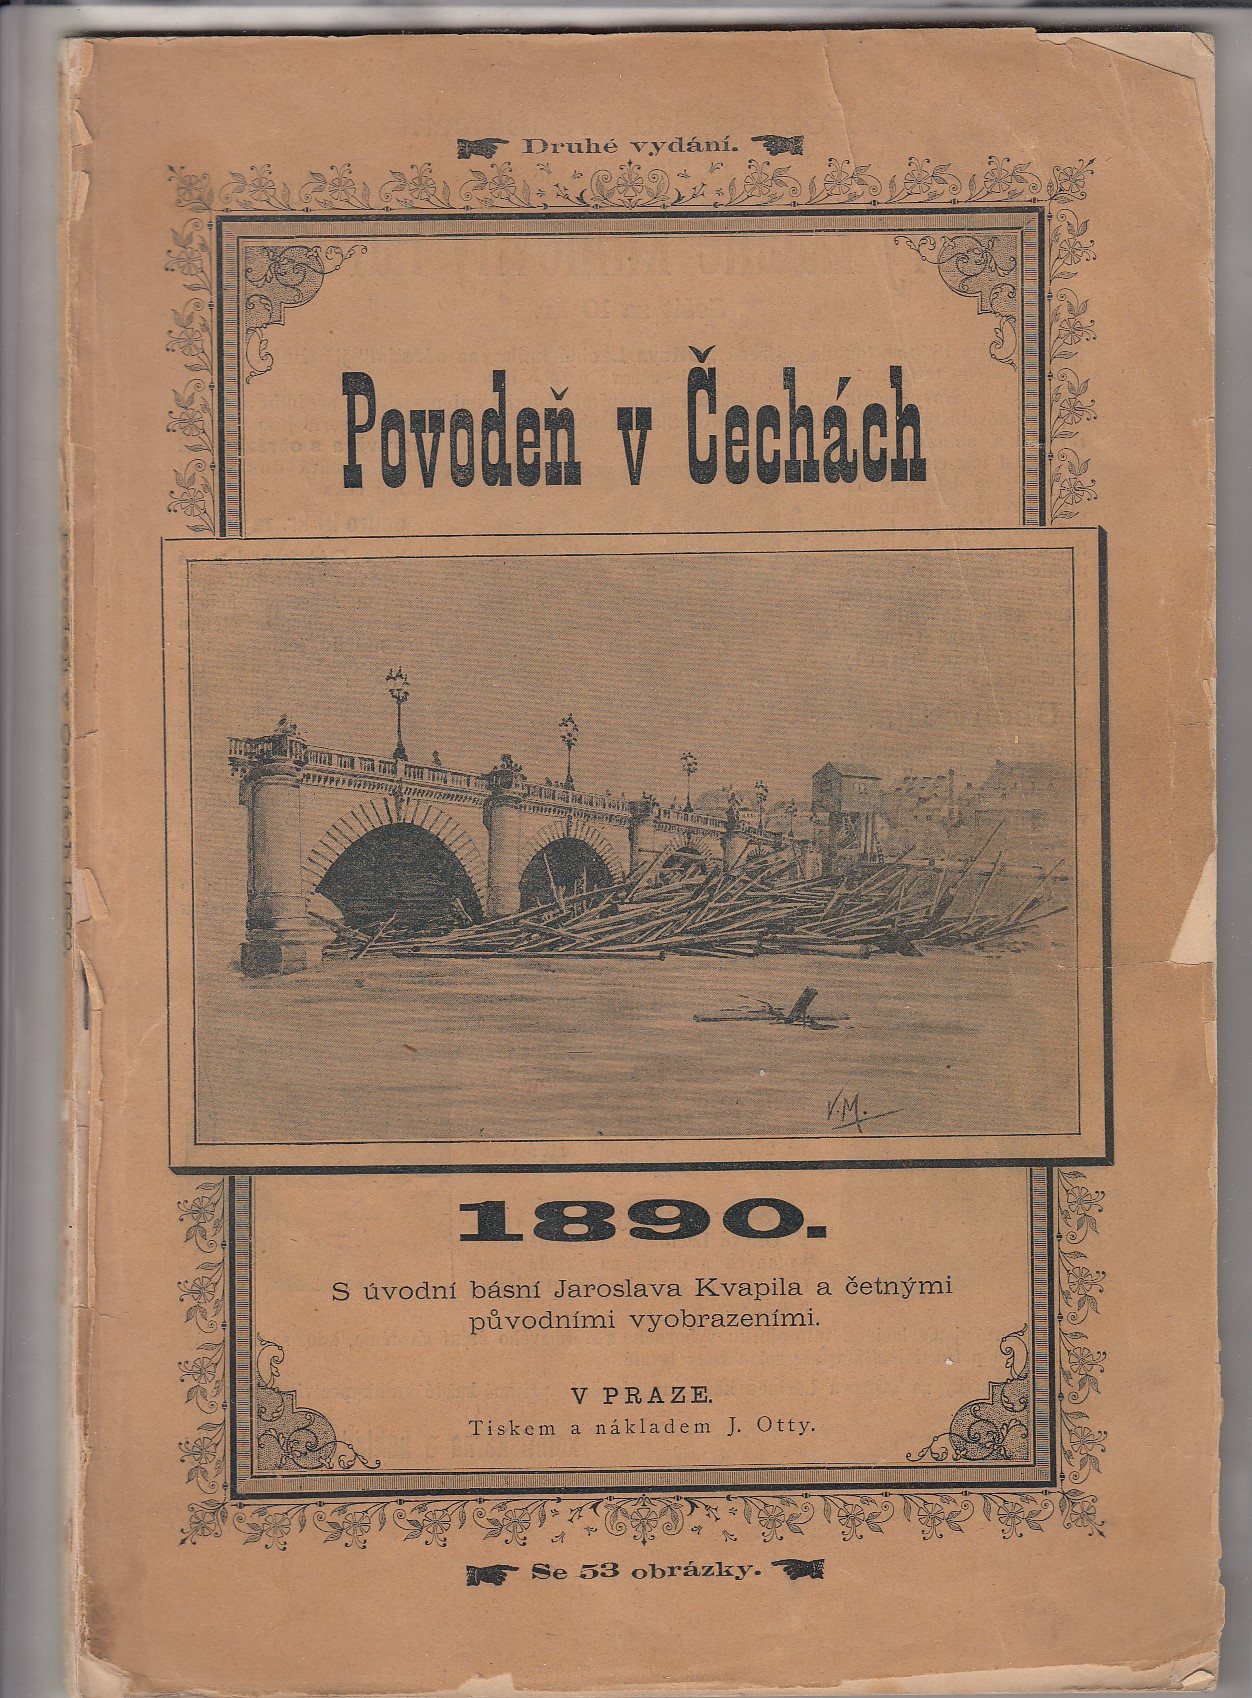 Druhé vydání.
Povodeň v Čechách
V. M.
1890.
S úvodní básní Jaroslava Kvapila a četnými
původními vyobrazeními.
V PRAZE.
Tiskem a nákladem J. Otty.
Se 53 obrázky.